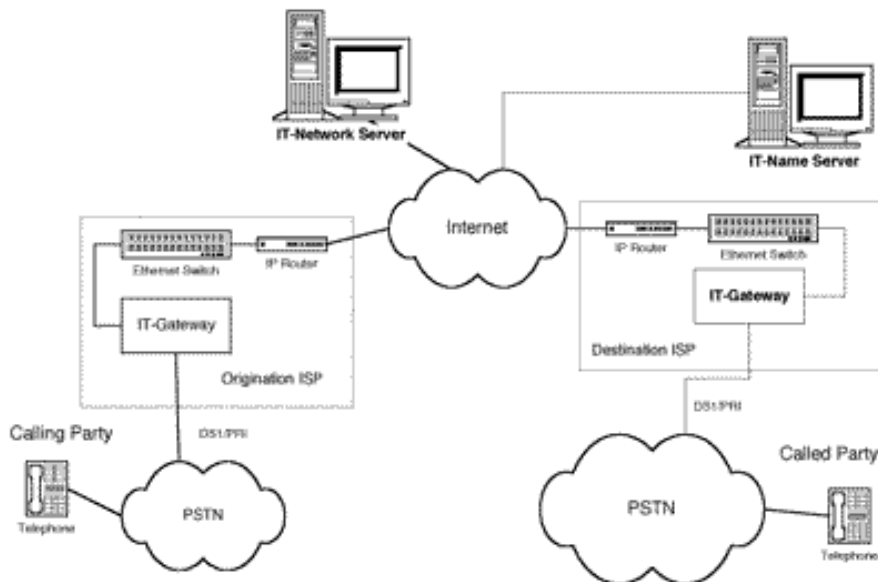 IT-Network Server
IT-Name Server
Internet
Ethernet Switch
IP Router
IP Router
Ethernet Switch
IT-Gateway
IT-Gateway
Origination ISP
Destination ISP
DS1/PRI
DS1/PRI
Calling Party
Called Party
Telephone
PSTN
PSTN
Telephone